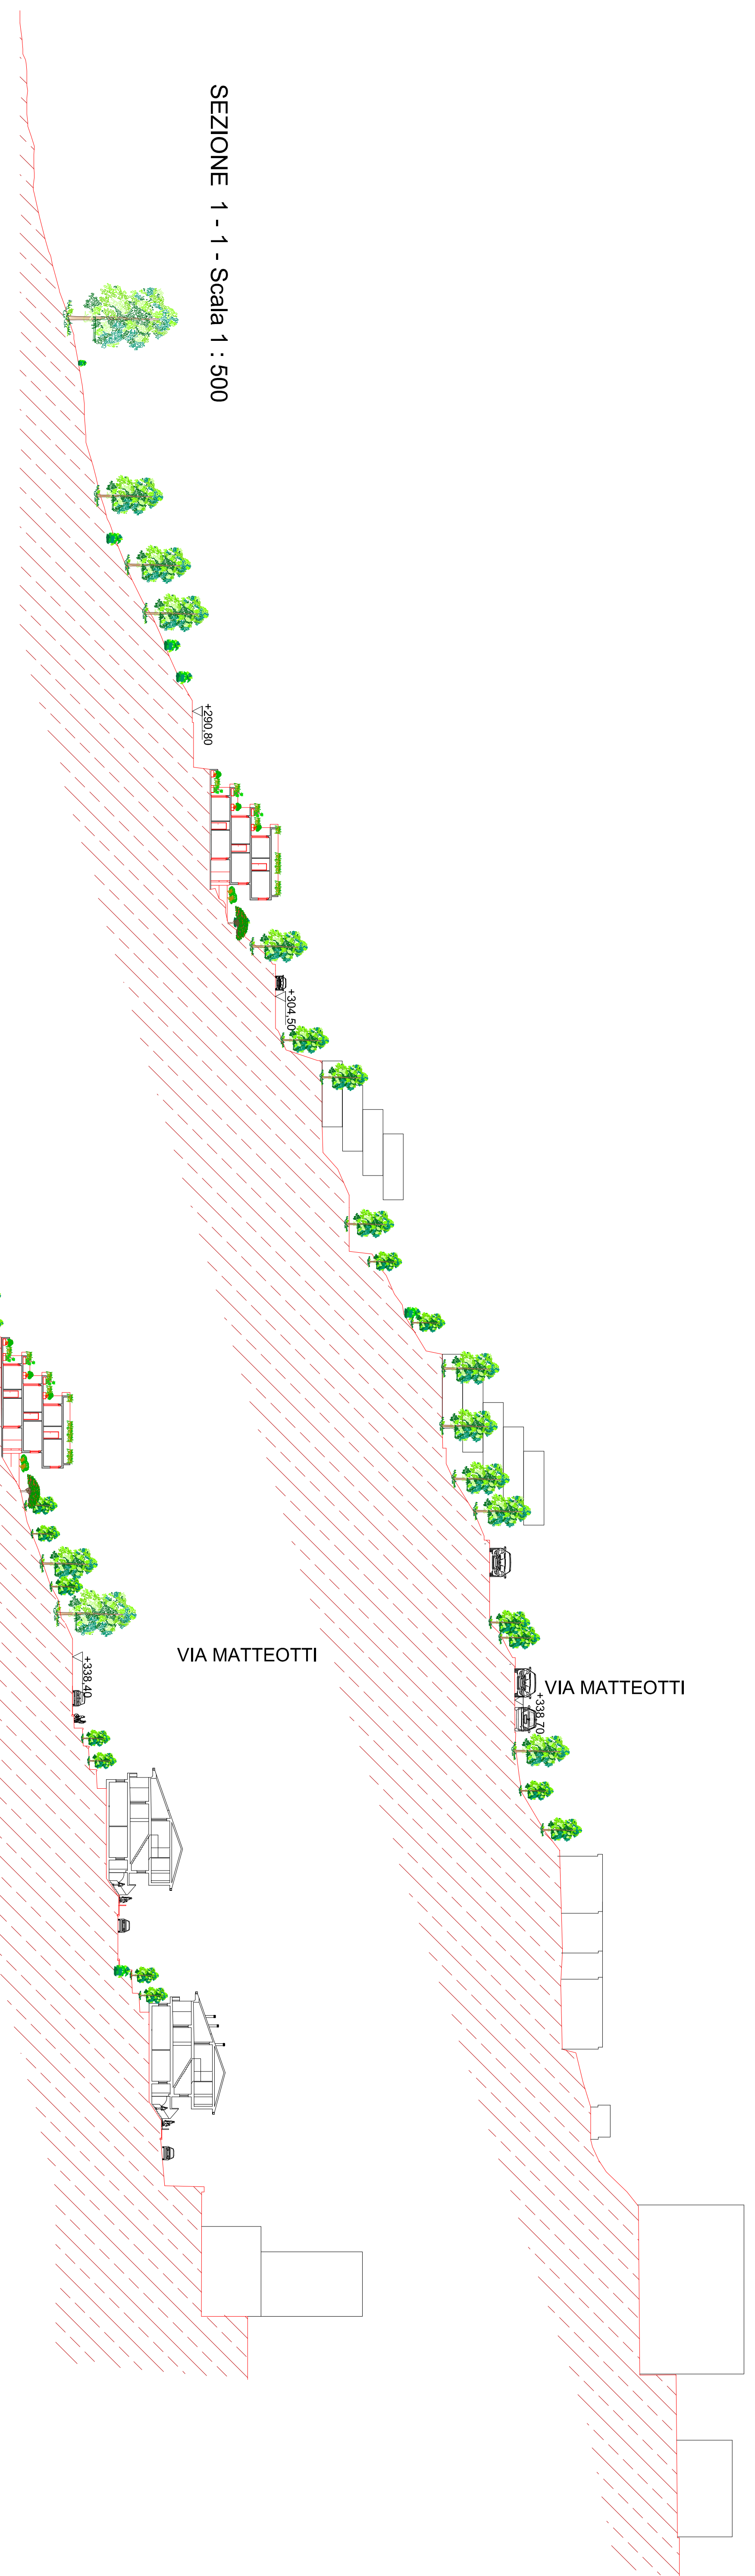 SEZIONE 1 - 1 - Scala 1 : 500
+290,80
+304,50
VIA MATTEOTTI
+338,70
VIA MATTEOTTI
+338,40